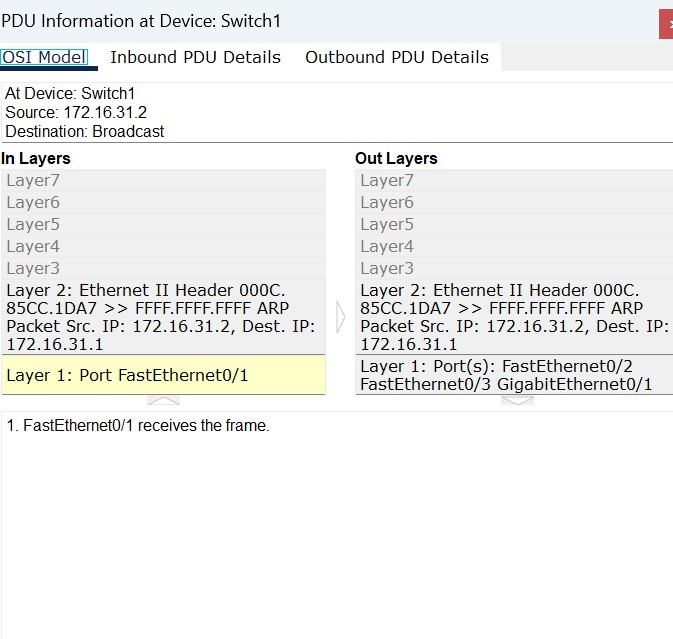 PDU Information at Device: Switch1
OSI Model Inbound PDU Details Outbound PDU Details
At Device: Switch1
Source: 172.16.31.2
Destination: Broadcast
In Layers
Layer7
Layer6
Layer5
Layer4
Layer3
Layer 2: Ethernet II Header 000C.
85CC.1DA7 >> FFFF.FFFF.FFFF ARP
Packet Src. IP: 172.16.31.2, Dest. IP:
172.16.31.1
Layer 1: Port FastEthernet0/1
Out Layers
Layer7
Layer6
Layer5
Layer4
Layer3
Layer 2: Ethernet II Header 000C.
85CC.1DA7 >> FFFF.FFFF.FFFF ARP
Packet Src. IP: 172.16.31.2, Dest. IP:
172.16.31.1
Layer 1: Port(s): FastEthernet0/2
FastEthernet0/3 GigabitEthernet0/1
1. FastEthernet0/1 receives the frame.